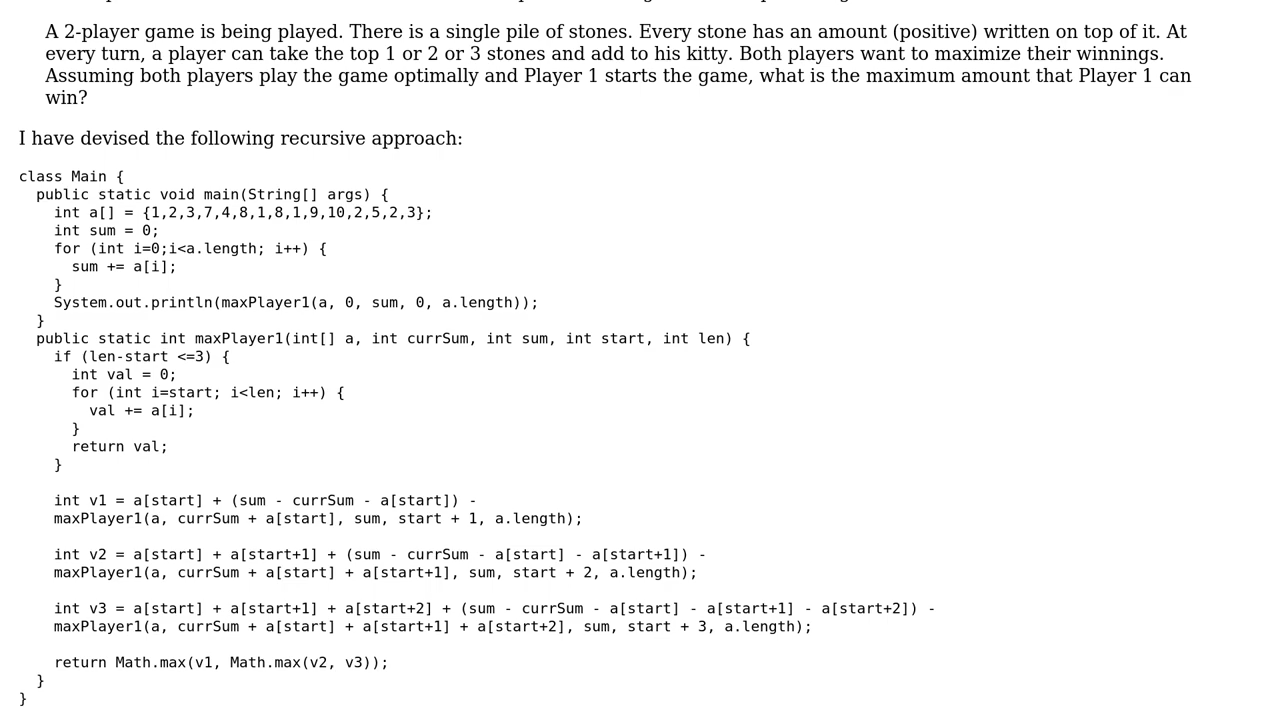 A 2-player game is being played. There is a single pile of stones. Every stone has an amount (positive) written on top of it. At
every turn, a player can take the top 1 or 2 or 3 stones and add to his kitty. Both players want to maximize their winnings.
Assuming both players play the game optimally and Player 1 starts the game, what is the maximum amount that Player 1 can
win?
I have devised the following recursive approach:
class Main {
  public static void main(String[] args) {
    int a[] = {1,2,3,7,4,8,1,8,1,9,10,2,5,2,3};
    int sum = 0;
    for (int i=0;i<a.length; i++) {
      sum += a[i];
    }
    System.out.println(maxPlayer1(a, 0, sum, 0, a.length));
  }
  public static int maxPlayer1(int[] a, int currSum, int sum, int start, int len) {
    if (len-start <=3) {
      int val = 0;
      for (int i=start; i<len; i++) {
        val += a[i];
      }
      return val;
    }
    int v1 = a[start] + (sum - currSum - a[start]) -
    maxPlayer1(a, currSum + a[start], sum, start + 1, a.length);
    int v2 = a[start] + a[start+1] + (sum - currSum - a[start] - a[start+1]) -
    maxPlayer1(a, currSum + a[start] + a[start+1], sum, start + 2, a.length);
    int v3 = a[start] + a[start+1] + a[start+2] + (sum - currSum - a[start] - a[start+1] - a[start+2]) -
    maxPlayer1(a, currSum + a[start] + a[start+1] + a[start+2], sum, start + 3, a.length);
    return Math.max(v1, Math.max(v2, v3));
  }
}